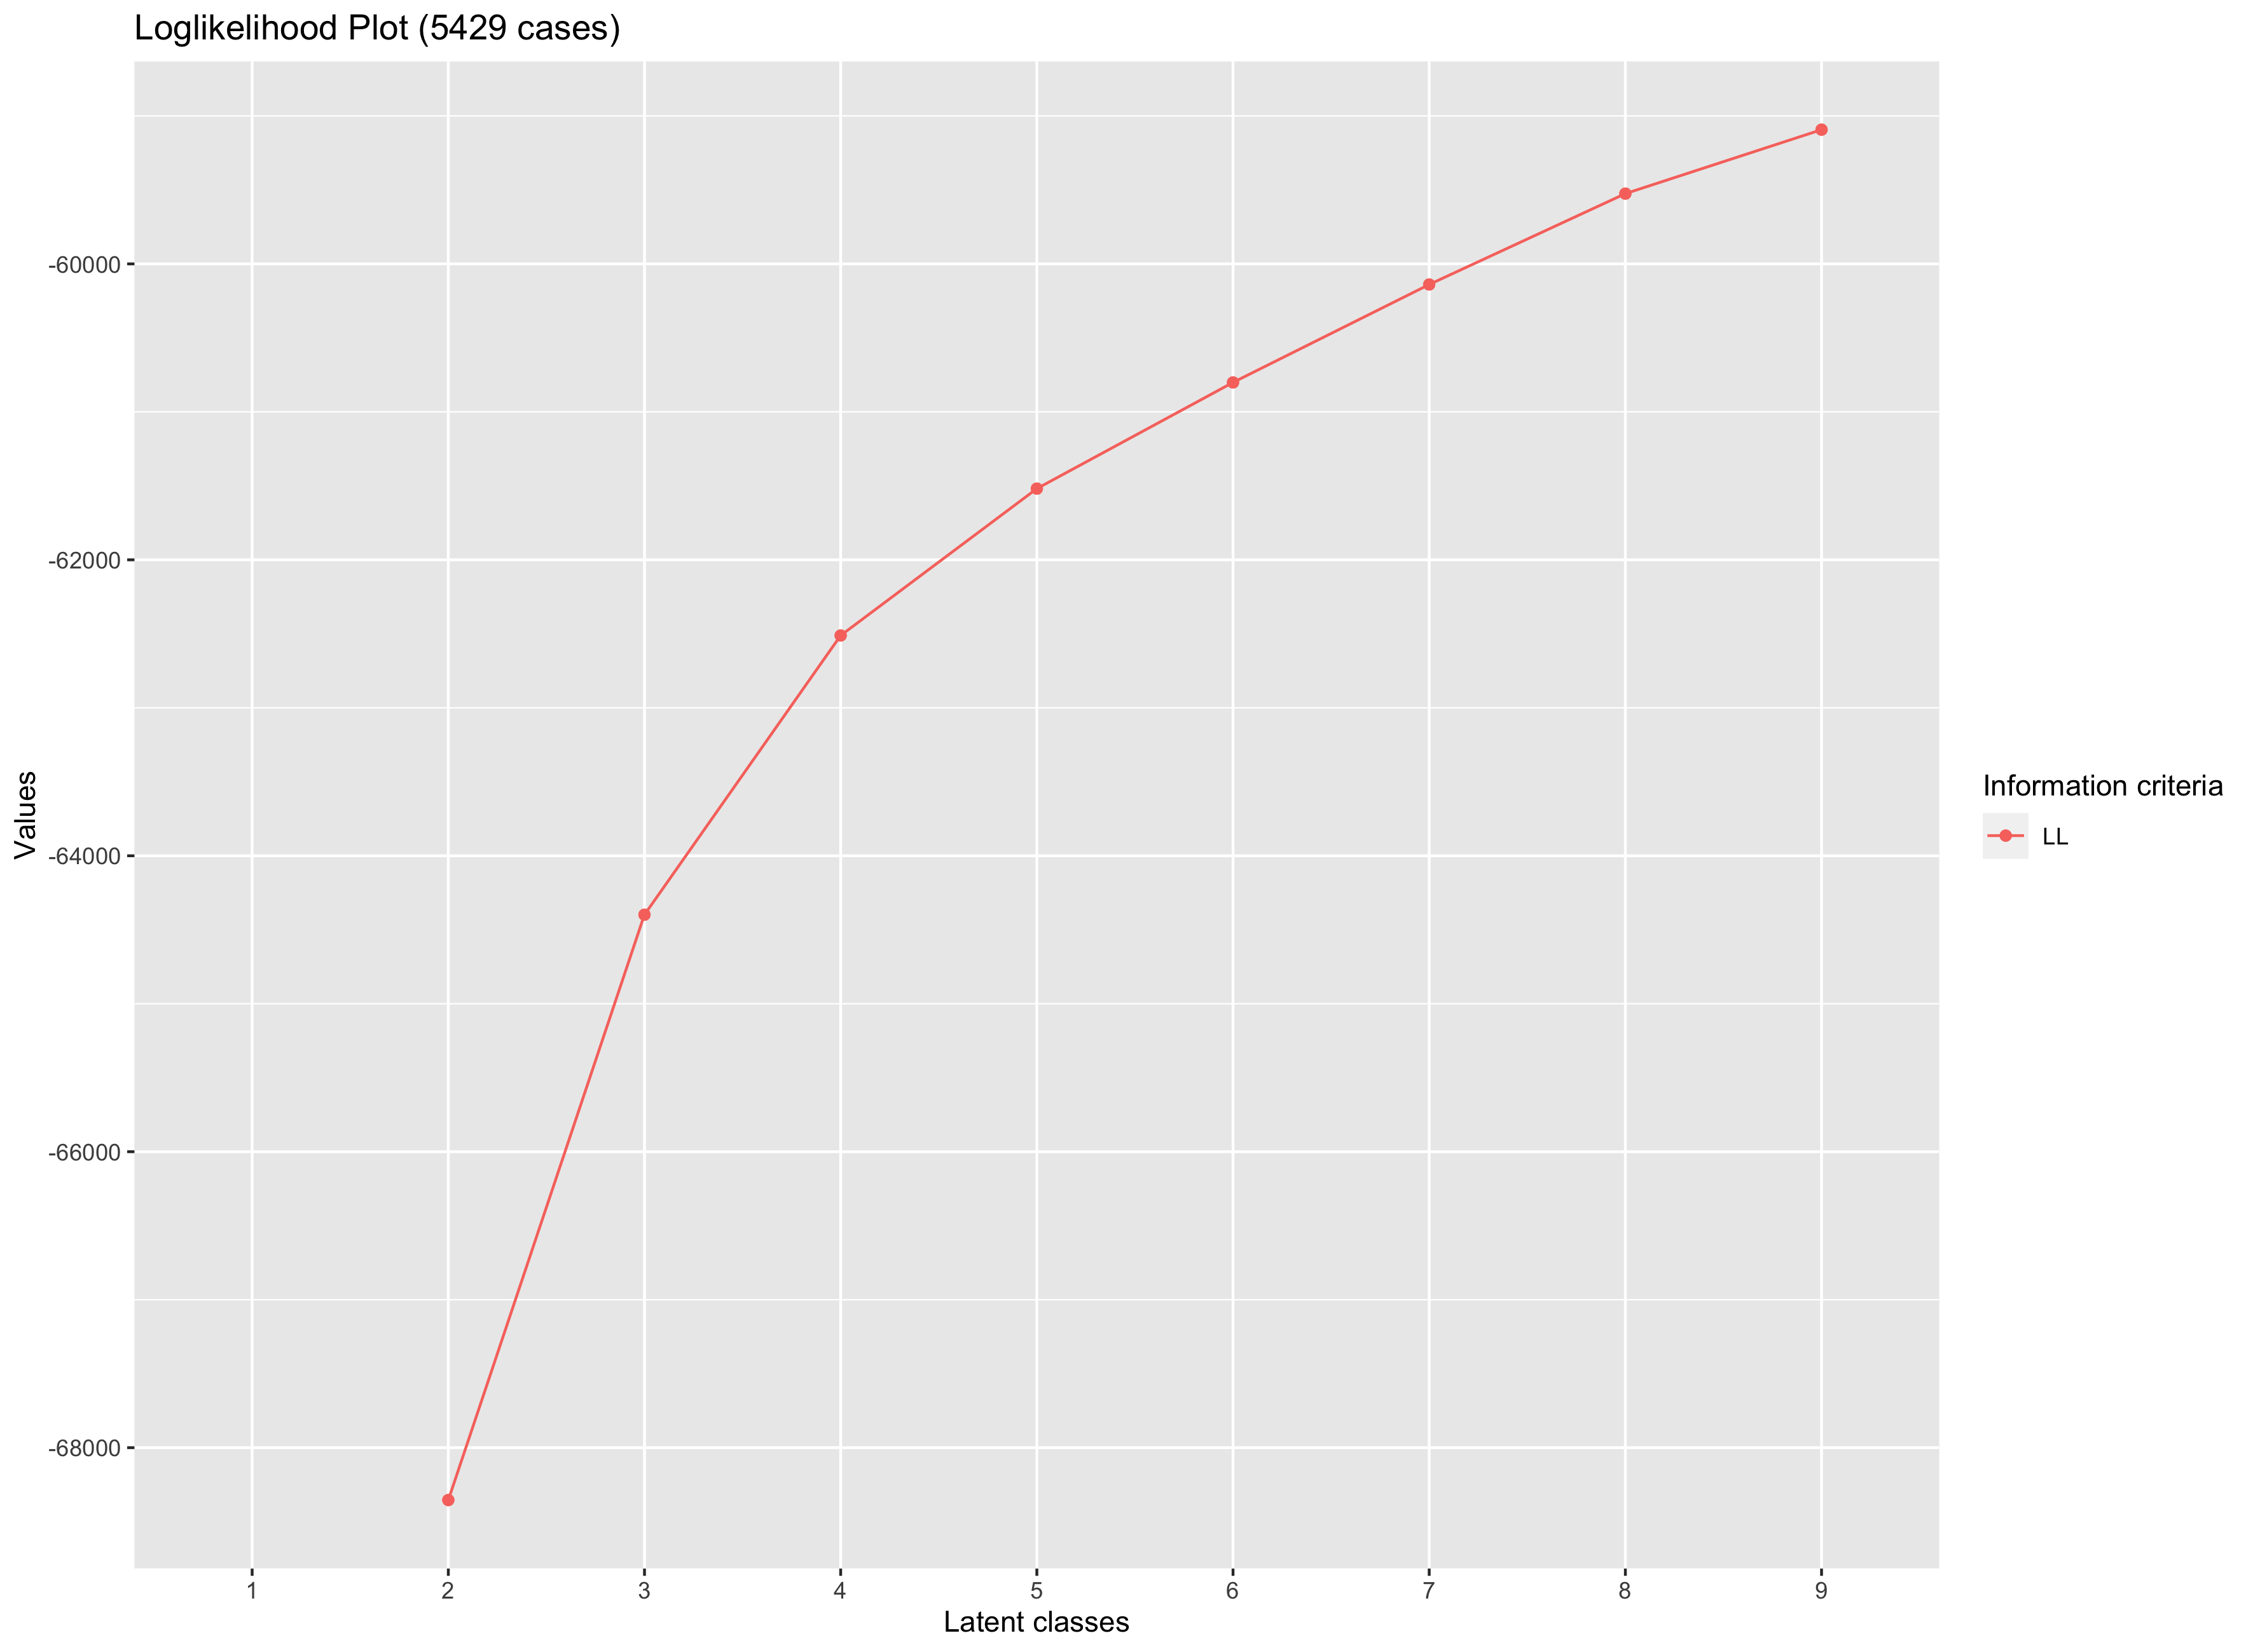 Loglikelihood Plot (5429 cases)
-60000
-62000
-64000
-66000
-68000
Values
1 2 3 4 5 6 7 8 9
Latent classes
Information criteria
LL